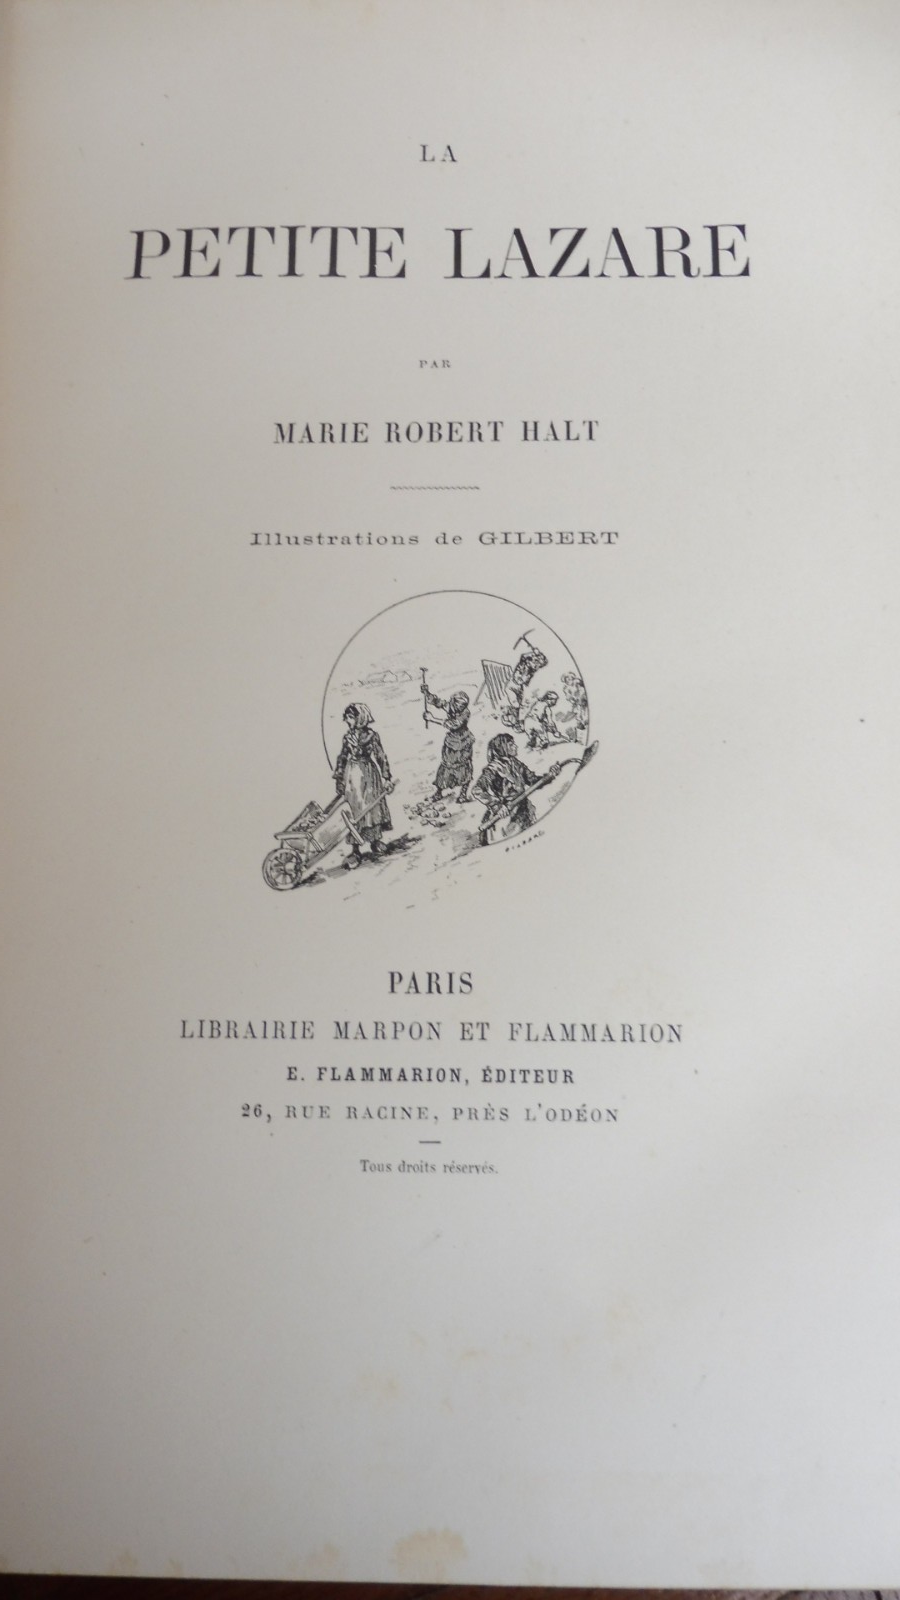 LA
PETITE LAZARE
PAR
MARIE ROBERT HALT
Illustrations de GILBERT
PARIS
LIBRAIRIE MARPON ET FLAMMARION
E. FLAMMARION, ÉDITEUR
26, RUE RACINE, PRÈS L'ODÉON
Tous droits réservés.